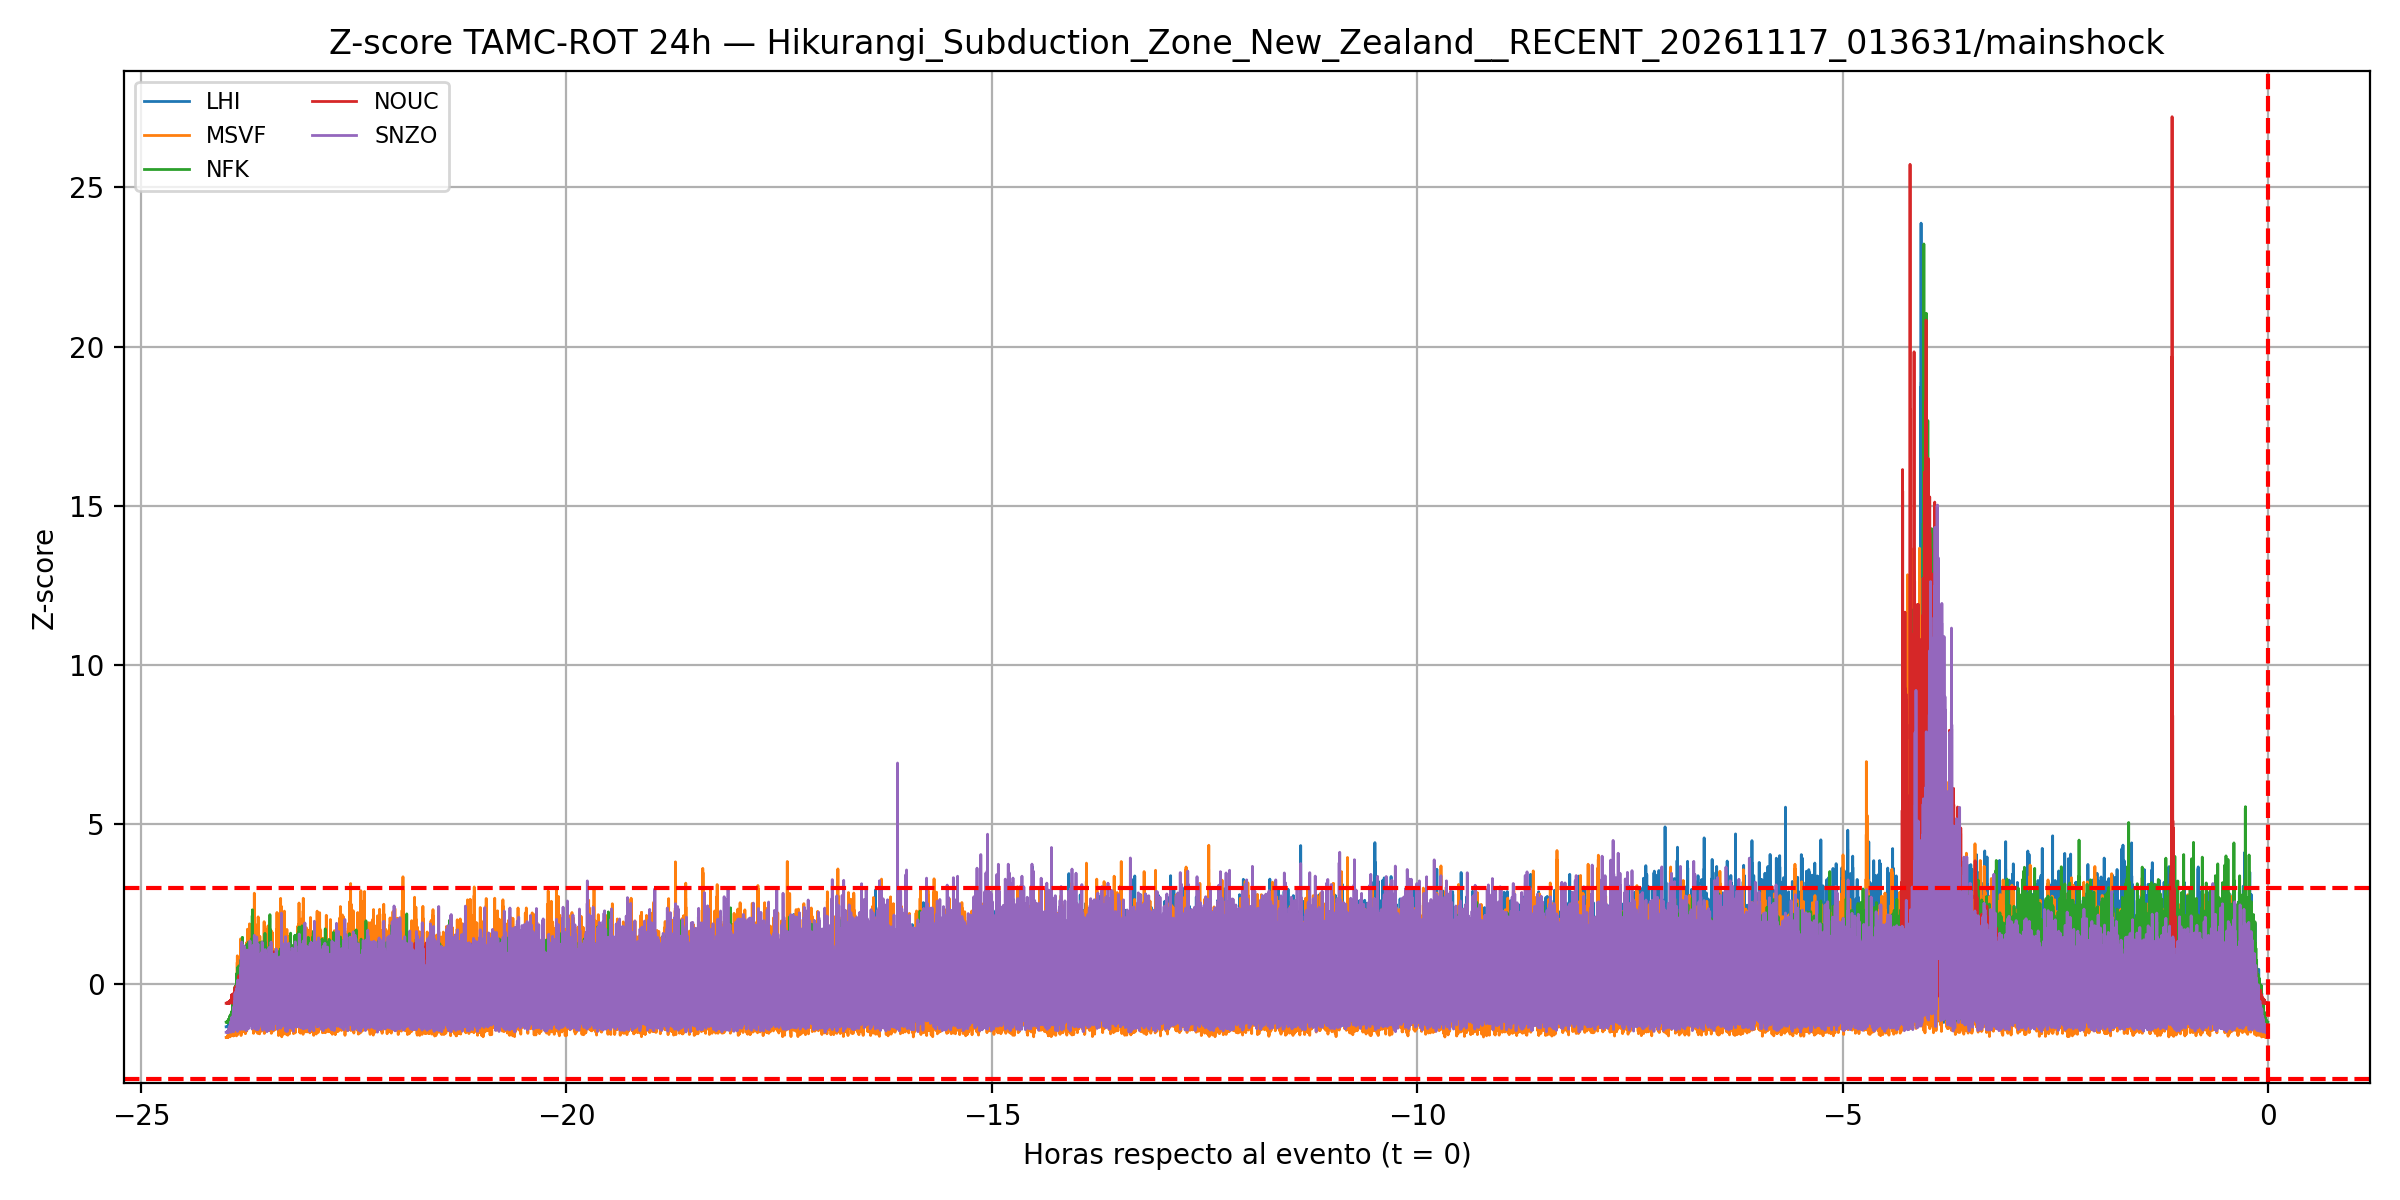 Z-score TAMC-ROT 24h — Hikurangi_Subduction_Zone_New_Zealand__RECENT_20261117_013631/mainshock
LHI
MSVF
NFK
NOUC
SNZO
25
20
15
10
5
0
Z-score
−25
−20
−15
−10
−5
0
Horas respecto al evento (t = 0)